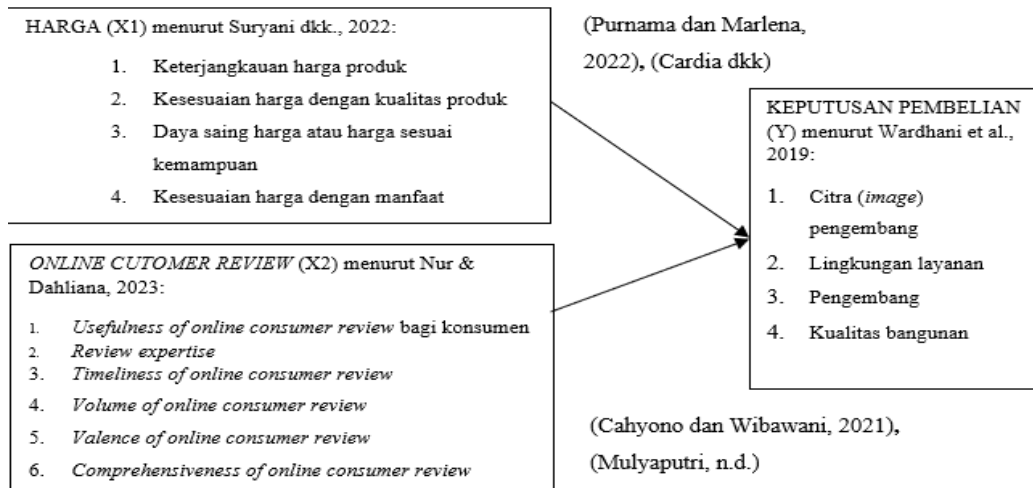 HARGA (X1) menurut Suryani dkk., 2022:
1. Keterjangkauan harga produk
2. Kesesuaian harga dengan kualitas produk
3. Daya saing harga atau harga sesuai
kemampuan
4. Kesesuaian harga dengan manfaat
(Purnama dan Marlena,
2022), (Cardia dkk)
ONLINE CUTOMER REVIEW (X2) menurut Nur &
Dahliana, 2023:
1. Usefulness of online consumer review bagi konsumen
2. Review expertise
3. Timeliness of online consumer review
4. Volume of online consumer review
5. Valence of online consumer review
6. Comprehensiveness of online consumer review
KEPUTUSAN PEMBELIAN
(Y) menurut Wardhani et al.,
2019:
1. Citra (image)
pengembang
2. Lingkungan layanan
3. Pengembang
4. Kualitas bangunan
(Cahyono dan Wibawani, 2021),
(Mulyaputri, n.d.)